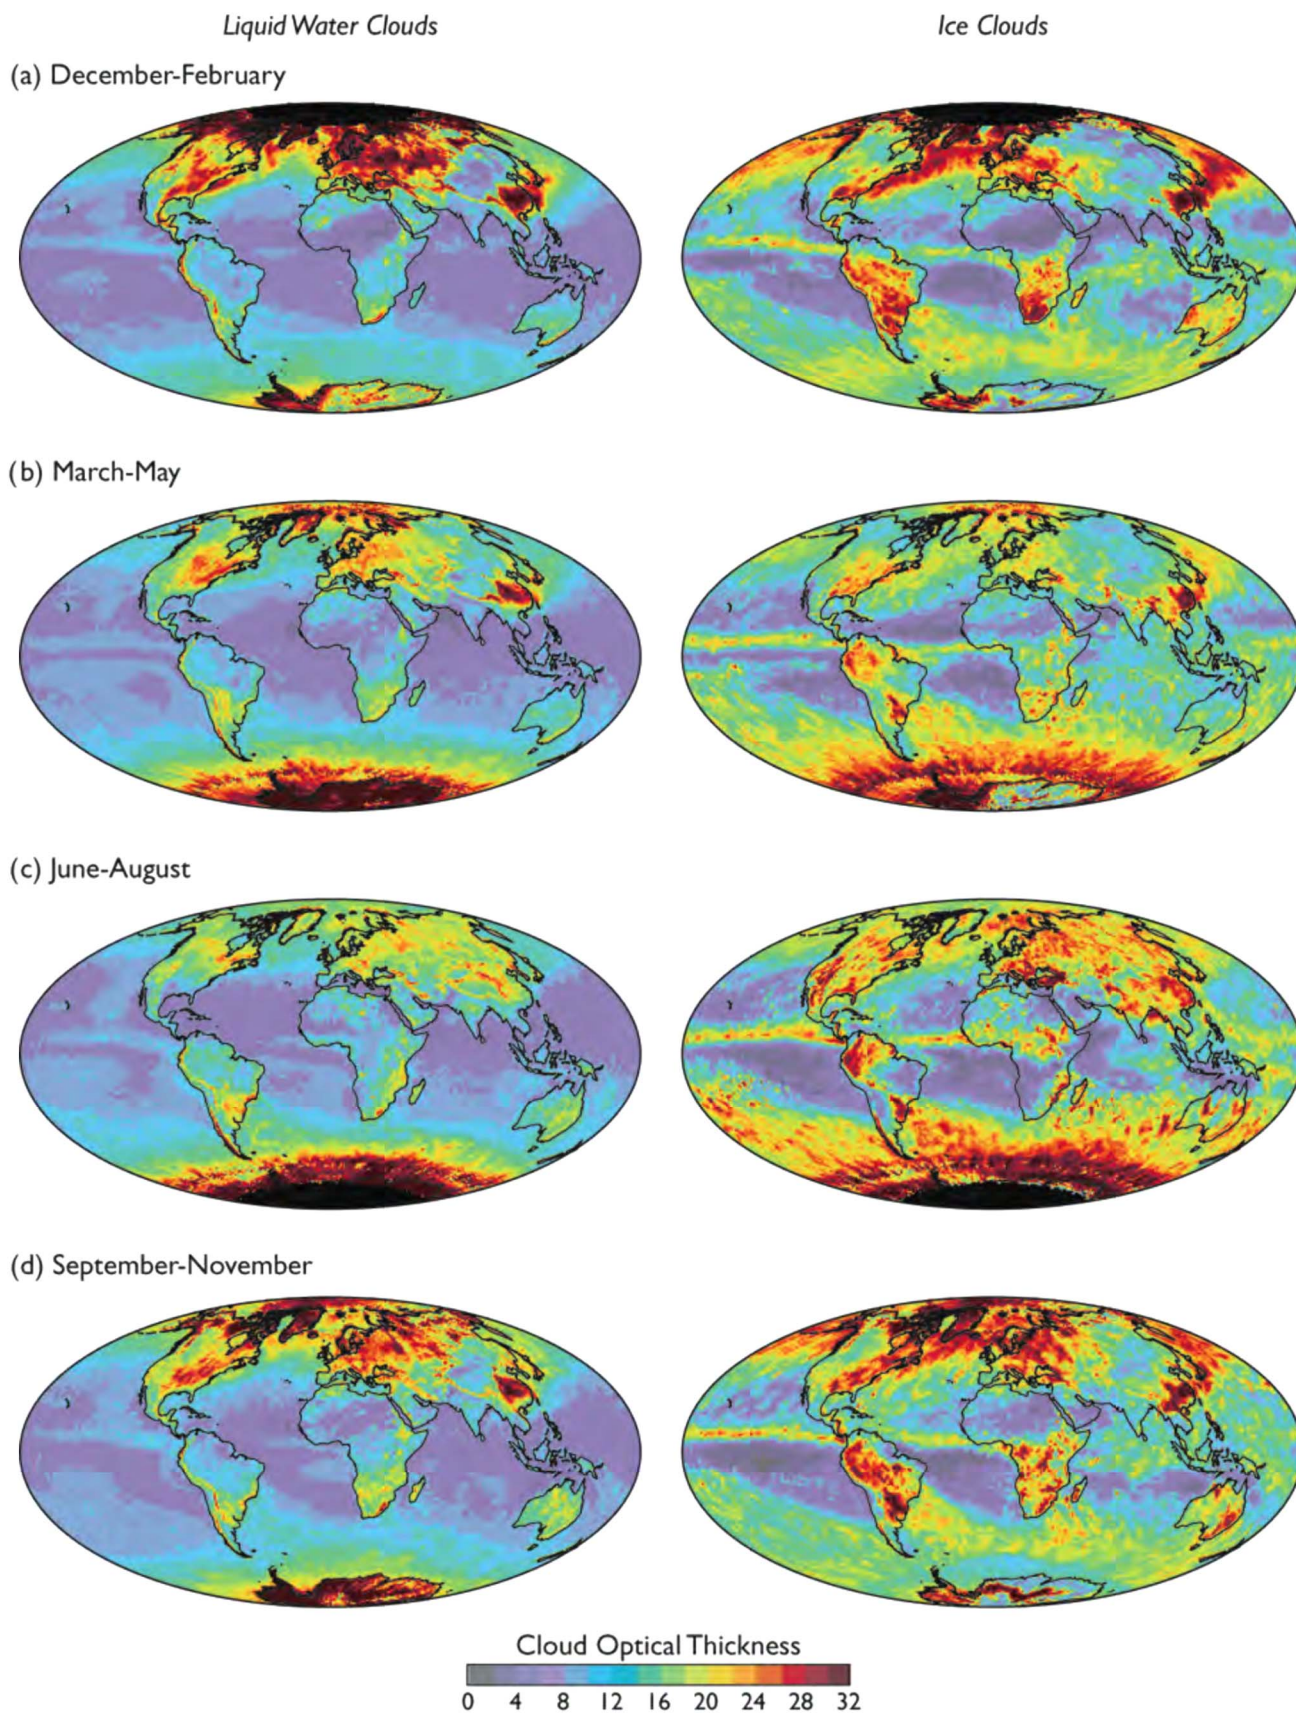 Liquid Water Clouds
Ice Clouds
(a) December-February
(b) March-May
(c) June-August
(d) September-November
Cloud Optical Thickness
0 4 8 12 16 20 24 28 32